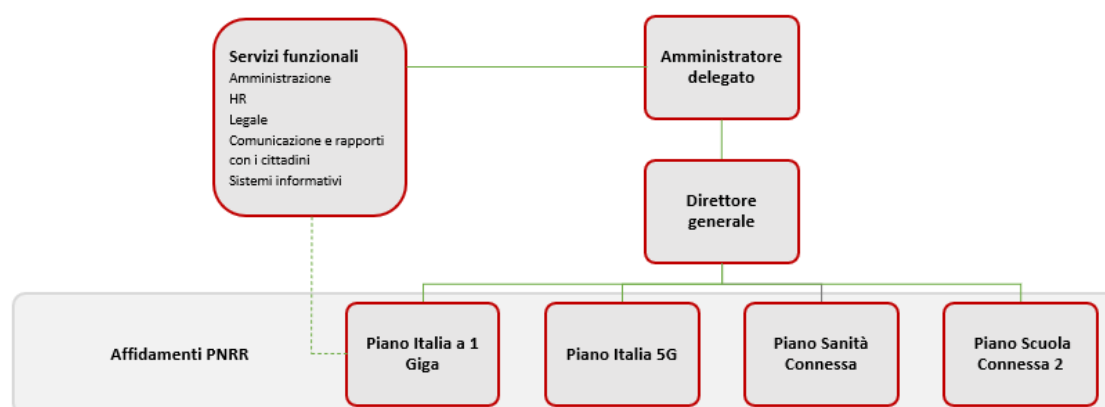 Servizi funzionali
Amministrazione
HR
Legale
Comunicazione e rapporti
con i cittadini
Sistemi informativi
Amministratore
delegato
Direttore
generale
Affidamenti PNRR
Piano Italia a 1
Giga
Piano Italia 5G
Piano Sanità
Connessa
Piano Scuola
Connessa 2